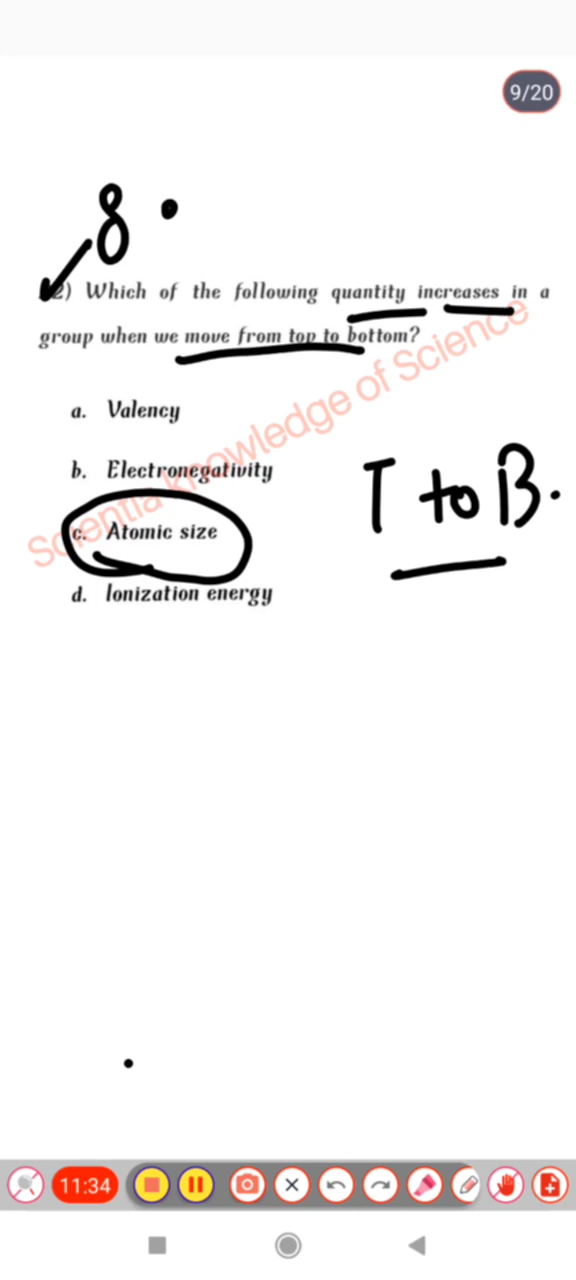 9/20
8.
2) Which of the following quantity increases in a
group when we move from top to bottom?
a. Valency
b. Electronegativity
c. Atomic size
d. Ionization energy
T to B.
Scientia Knowledge of Science
11:34